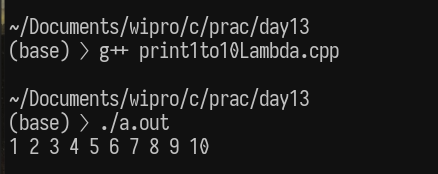 ~/Documents/wipro/c/prac/day13
(base) > g++ print1to10Lambda.cpp
~/Documents/wipro/c/prac/day13
(base) > ./a.out
1 2 3 4 5 6 7 8 9 10